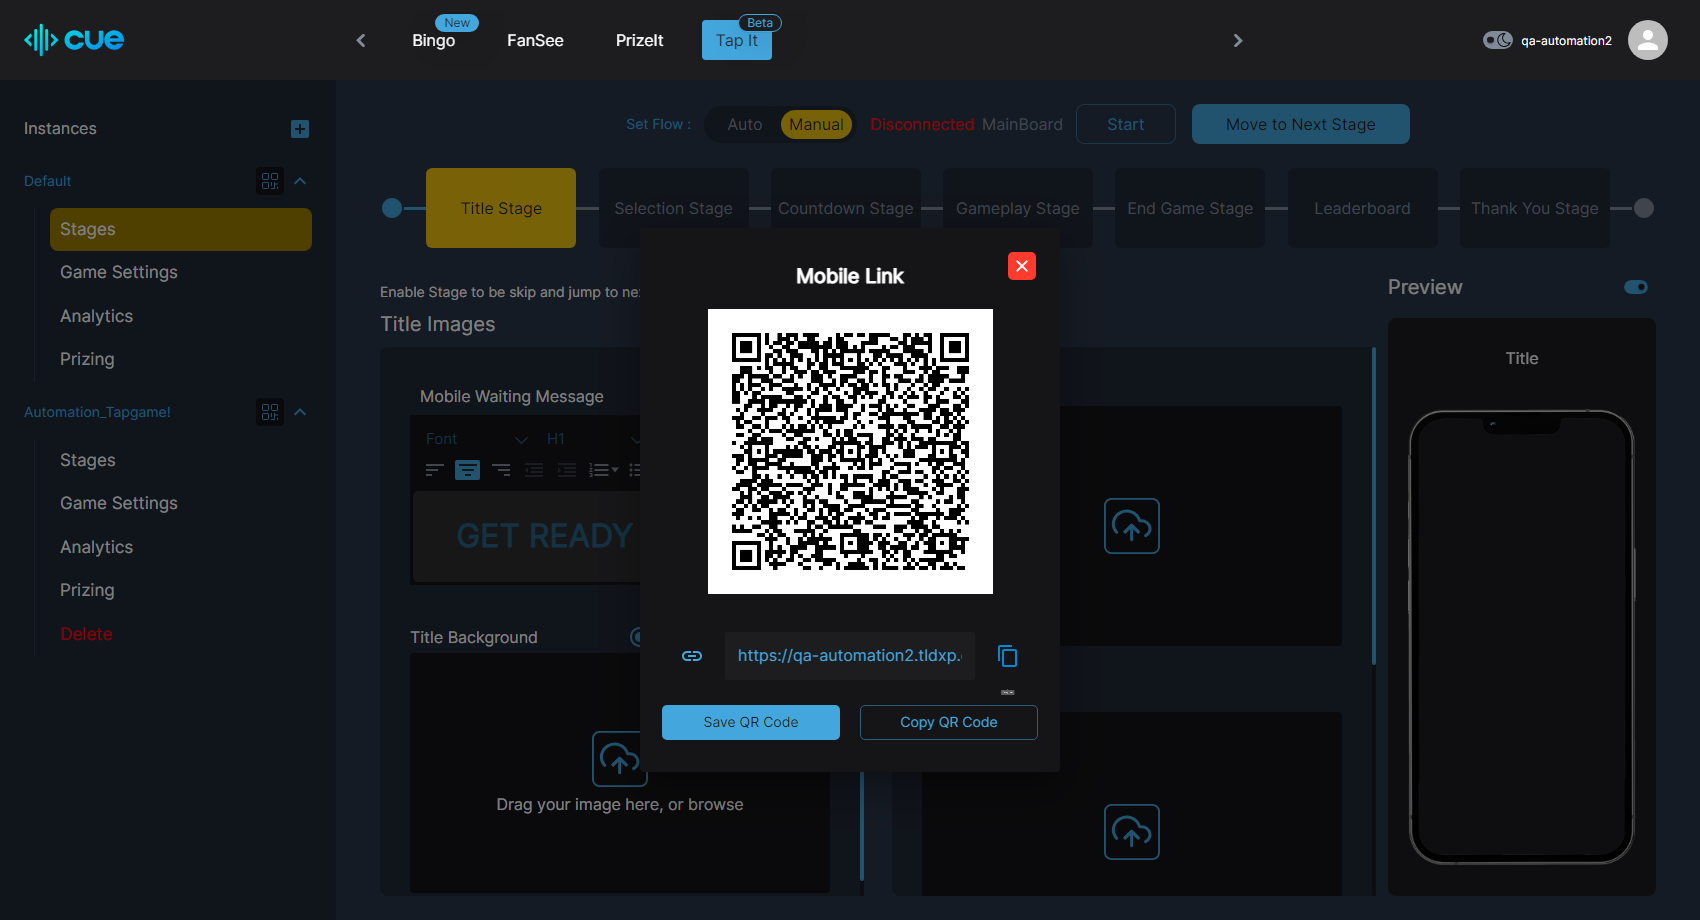 cue
New
Bingo
FanSee
PrizeIt
Beta
Tap It
qa-automation2
Instances
Default
Stages
Game Settings
Analytics
Prizing
Automation_Tapgame!
Stages
Game Settings
Analytics
Prizing
Delete
Set Flow :
Auto
Manual
Disconnected
MainBoard
Start
Move to Next Stage
Title Stage
Selection Stage
Countdown Stage
Gameplay Stage
End Game Stage
Leaderboard
Thank You Stage
Enable Stage to be skip and jump to ne
Title Images
Mobile Waiting Message
Font
H1
GET READY
Title Background
Drag your image here, or browse
Mobile Link
https://qa-automation2.tldxp.
Save QR Code
Copy QR Code
Preview
Title